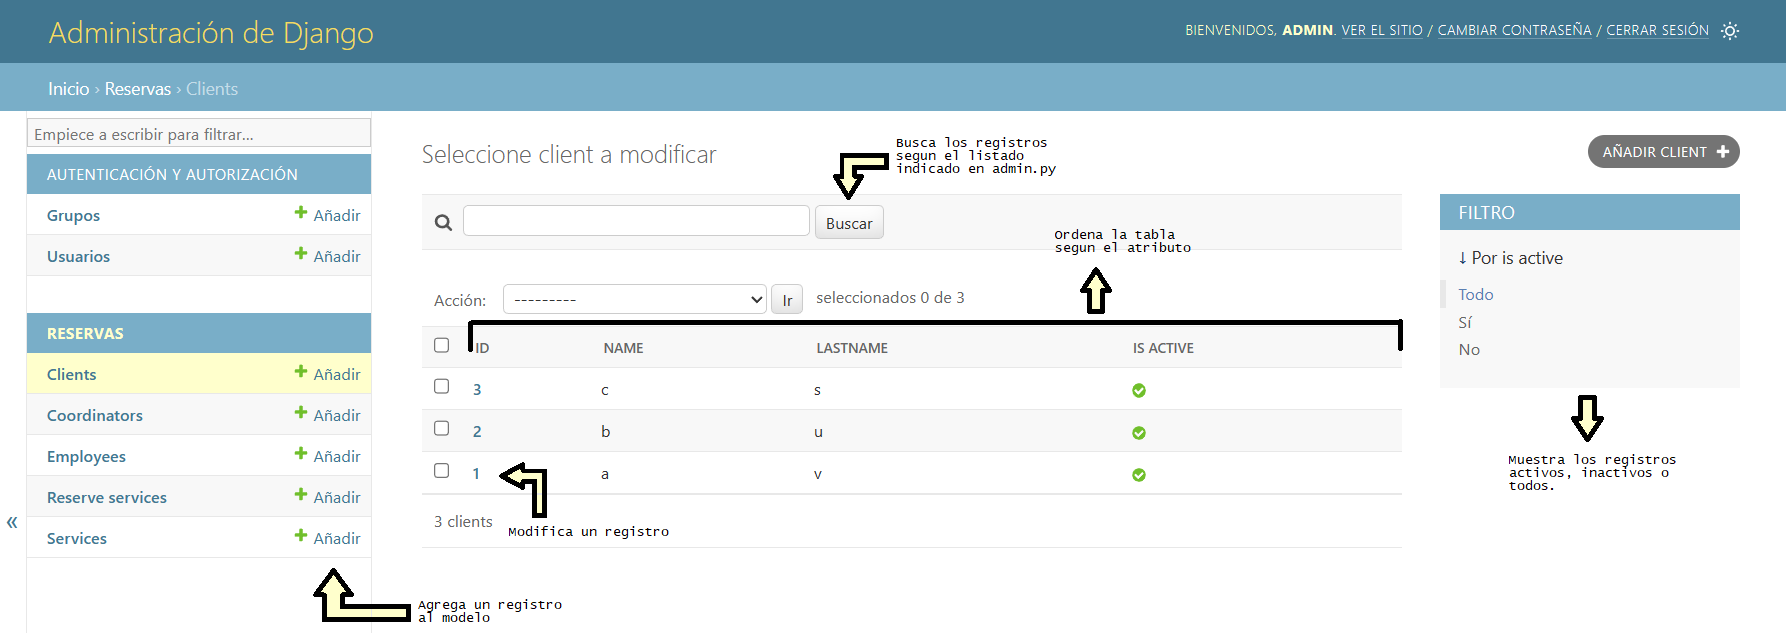 Administración de Django
BIENVENIDOS, ADMIN. VER EL SITIO / CAMBIAR CONTRASEÑA / CERRAR SESIÓN
Inicio › Reservas › Clients
Empiece a escribir para filtrar...
AUTENTICACIÓN Y AUTORIZACIÓN
Grupos + Añadir
Usuarios + Añadir
RESERVAS
Clients + Añadir
Coordinators + Añadir
Employees + Añadir
Reserve services + Añadir
Services + Añadir
«
Agrega un registro
al modelo
Seleccione client a modificar
Busca los registros
segun el listado
indicado en admin.py
AÑADIR CLIENT +
Buscar
Ordena la tabla
segun el atributo
Acción: --------- Ir seleccionados 0 de 3
ID NAME LASTNAME IS ACTIVE
3 c s
2 b u
1 a v
3 clients
Modifica un registro
FILTRO
↓ Por is active
Todo
Sí
No
Muestra los registros
activos, inactivos o
todos.